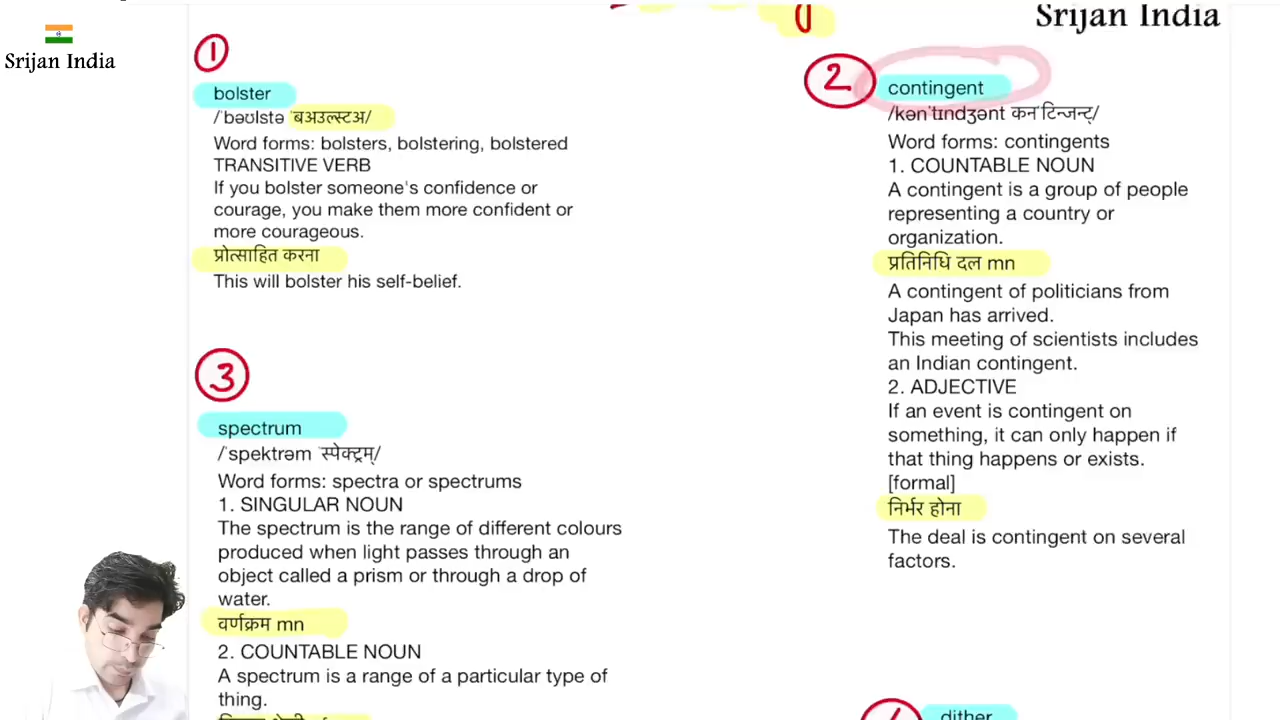 Srijan India
Srijan India
1
bolster
/ˈbəʊlstə ˈबअउल्स्टअ/
Word forms: bolsters, bolstering, bolstered
TRANSITIVE VERB
If you bolster someone's confidence or
courage, you make them more confident or
more courageous.
प्रोत्साहित करना
This will bolster his self-belief.
2
contingent
/kənˈtɪndʒənt कनˈटिन्जन्ट्/
Word forms: contingents
1. COUNTABLE NOUN
A contingent is a group of people
representing a country or
organization.
प्रतिनिधि दल mn
A contingent of politicians from
Japan has arrived.
This meeting of scientists includes
an Indian contingent.
2. ADJECTIVE
If an event is contingent on
something, it can only happen if
that thing happens or exists.
[formal]
निर्भर होना
The deal is contingent on several
factors.
3
spectrum
/ˈspektrəm ˈस्पेक्ट्रम्/
Word forms: spectra or spectrums
1. SINGULAR NOUN
The spectrum is the range of different colours
produced when light passes through an
object called a prism or through a drop of
water.
वर्णक्रम mn
2. COUNTABLE NOUN
A spectrum is a range of a particular type of
thing.
dither